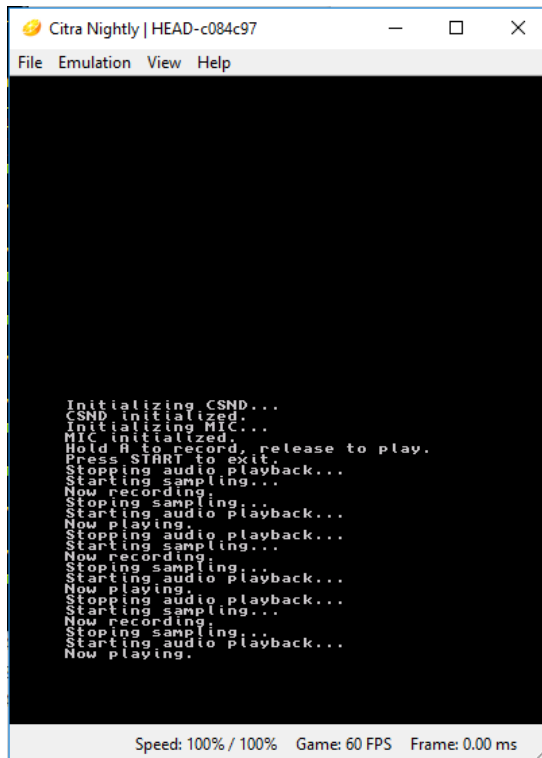 Citra Nightly | HEAD-c084c97
File Emulation View Help
Initializing CSND...
CSND initialized.
Initializing MIC...
MIC initialized.
Hold A to record, release to play.
Press START to exit.
Stopping audio playback...
Starting sampling...
Now recording.
Stoping sampling...
Starting audio playback...
Now playing.
Stopping audio playback...
Starting sampling...
Now recording.
Stoping sampling...
Starting audio playback...
Now playing.
Stopping audio playback...
Starting sampling...
Now recording.
Stoping sampling...
Starting audio playback...
Now playing.
Speed: 100% / 100% Game: 60 FPS Frame: 0.00 ms